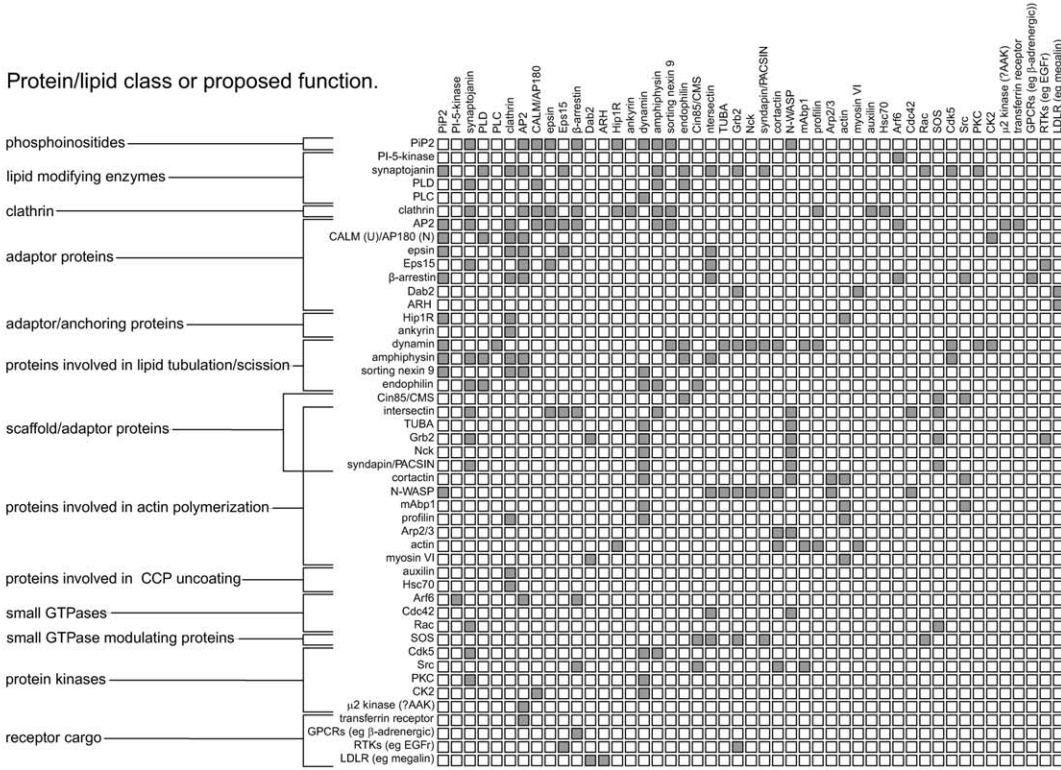 Protein/lipid class or proposed function.
PIP2
PI-5-kinase
synaptojanin
PLD
PLC
clathrin
AP2
CALM/AP180
epsin
Eps15
β-arrestin
Dab2
ARH
Hip1R
ankyrin
dynamin
amphiphysin
sorting nexin 9
endophilin
Cin85/CMS
intersectin
TUBA
Grb2
Nck
syndapin/PACSIN
cortactin
N-WASP
mAbp1
profilin
Arp2/3
actin
myosin VI
auxilin
Hsc70
Arf6
Cdc42
Rac
SOS
Cdk5
Src
PKC
CK2
μ2 kinase (?AAK)
transferrin receptor
GPCRs (eg β-adrenergic))
RTKs (eg EGFr)
LDLR (eg megalin)
phosphoinositides
lipid modifying enzymes
clathrin
adaptor proteins
adaptor/anchoring proteins
proteins involved in lipid tubulation/scission
scaffold/adaptor proteins
proteins involved in actin polymerization
proteins involved in CCP uncoating
small GTPases
small GTPase modulating proteins
protein kinases
receptor cargo
PiP2
PI-5-kinase
synaptojanin
PLD
PLC
clathrin
AP2
CALM (U)/AP180 (N)
epsin
Eps15
β-arrestin
Dab2
ARH
Hip1R
ankyrin
dynamin
amphiphysin
sorting nexin 9
endophilin
Cin85/CMS
intersectin
TUBA
Grb2
Nck
syndapin/PACSIN
cortactin
N-WASP
mAbp1
profilin
Arp2/3
actin
myosin VI
auxilin
Hsc70
Arf6
Cdc42
Rac
SOS
Cdk5
Src
PKC
CK2
μ2 kinase (?AAK)
transferrin receptor
GPCRs (eg β-adrenergic)
RTKs (eg EGFr)
LDLR (eg megalin)